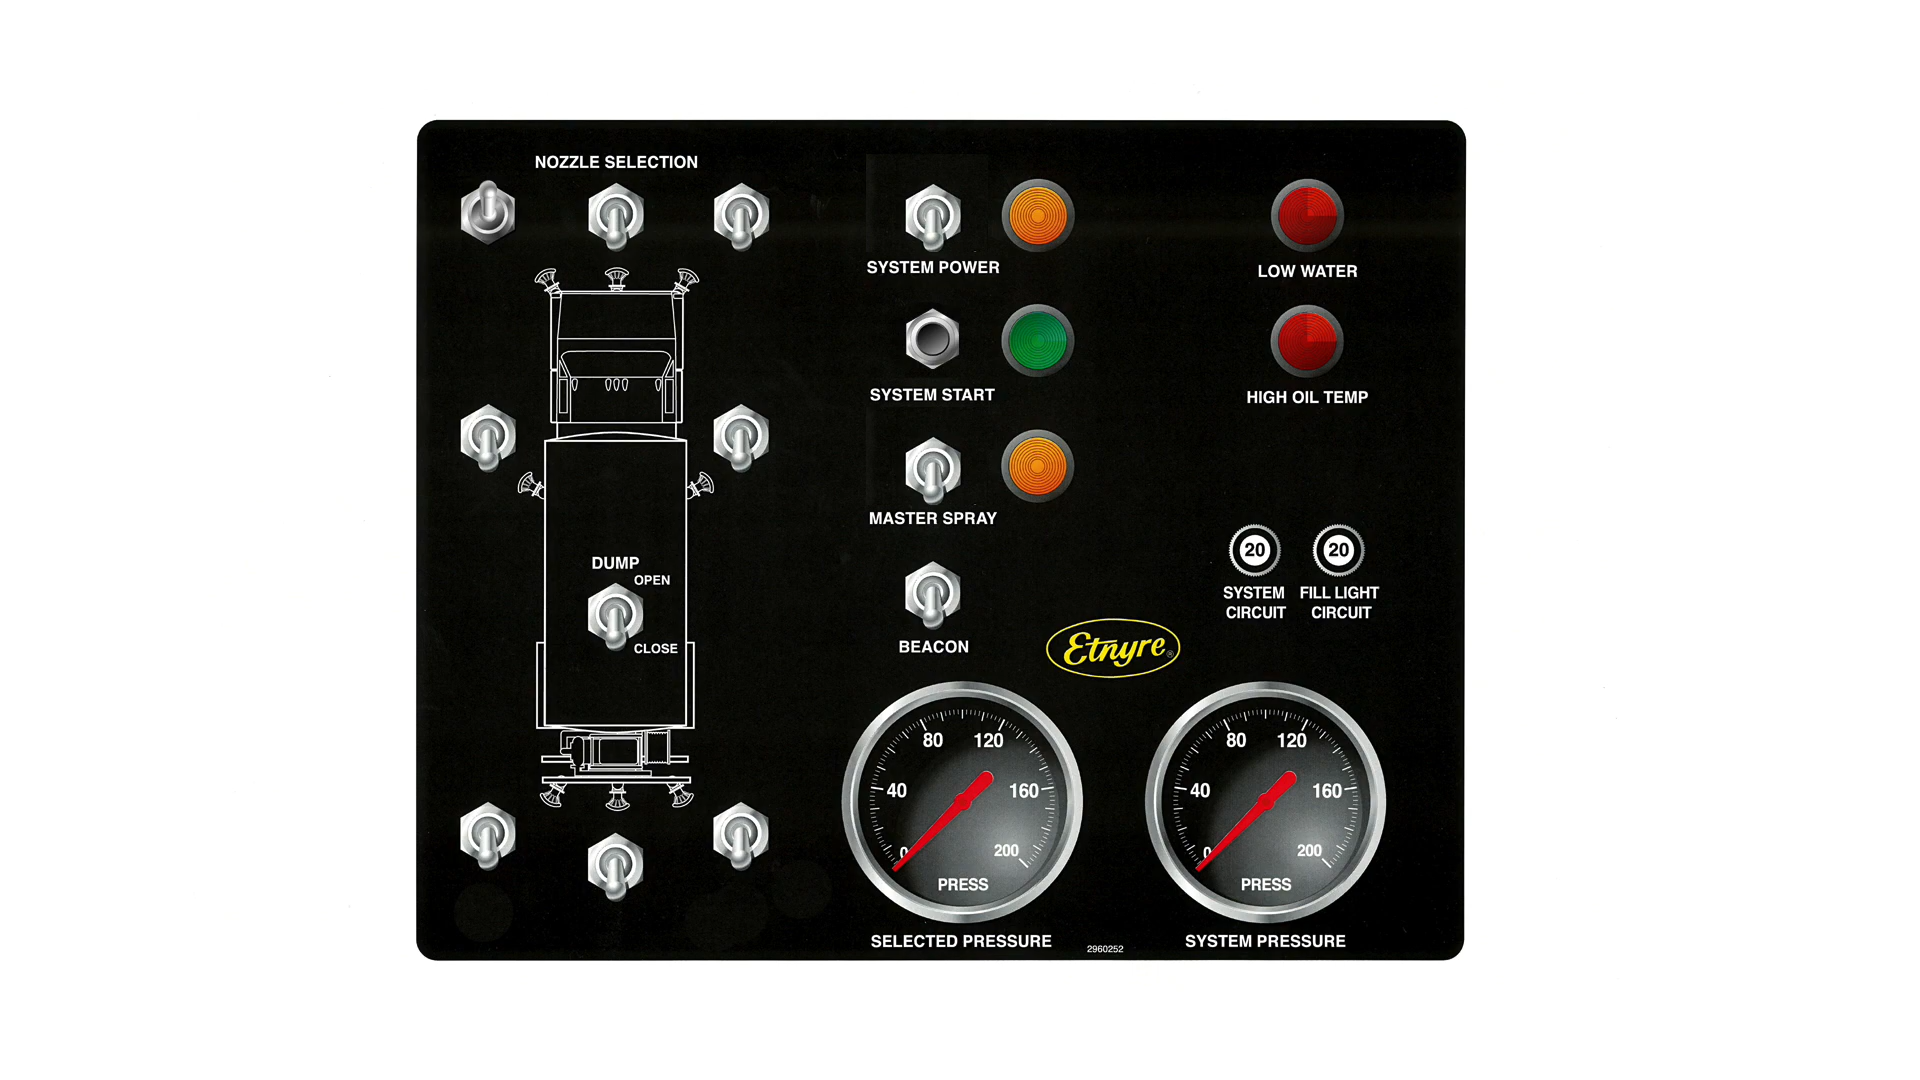 NOZZLE SELECTION
SYSTEM POWER
LOW WATER
SYSTEM START
HIGH OIL TEMP
MASTER SPRAY
DUMP
OPEN
CLOSE
BEACON
20
SYSTEM
CIRCUIT
20
FILL LIGHT
CIRCUIT
Etnyre®
0
40
80
120
160
200
PRESS
SELECTED PRESSURE
2960252
0
40
80
120
160
200
PRESS
SYSTEM PRESSURE